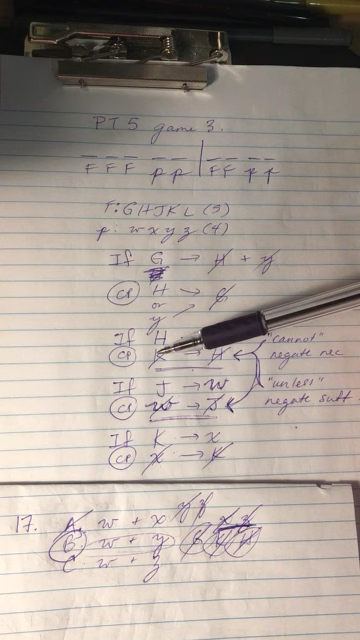 PT 5 game 3.
F F F P P | F F P P
F: G H J K L (5)
p: w x y z (4)
If G → H + y
CP H → G
or
y
If H
CP K → H
"cannot"
negate nec
If J → w
CP w → J
"unless"
negate suff.
If K → x
CP x → K
17. A. w + x
B. w + y
C. w + z